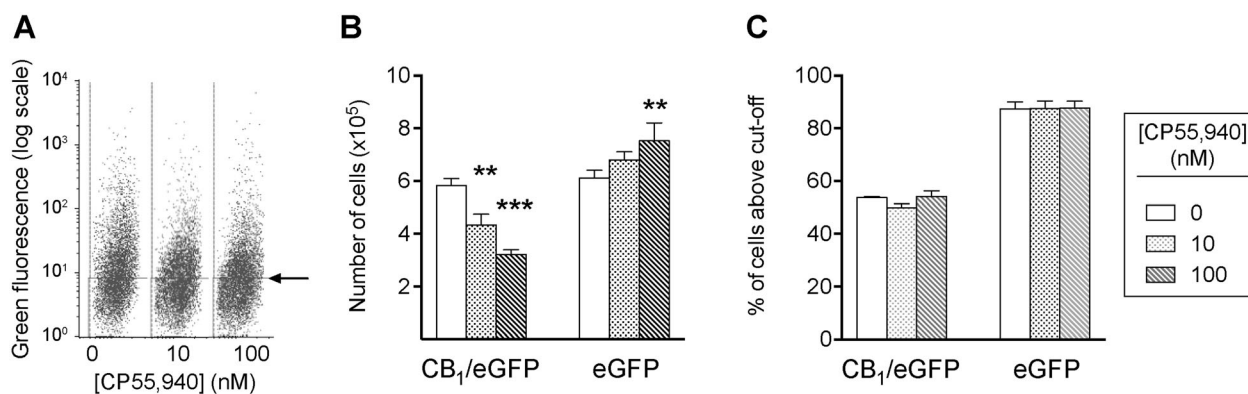 A
Green fluorescence (log scale)
10⁴
10³
10²
10¹
10⁰
0 10 100
[CP55,940] (nM)
B
Number of cells (x10⁵)
10
8
6
4
2
**
***
**
CB₁/eGFP eGFP
C
% of cells above cut-off
100
80
60
40
20
0
CB₁/eGFP eGFP
[CP55,940]
(nM)
0
10
100